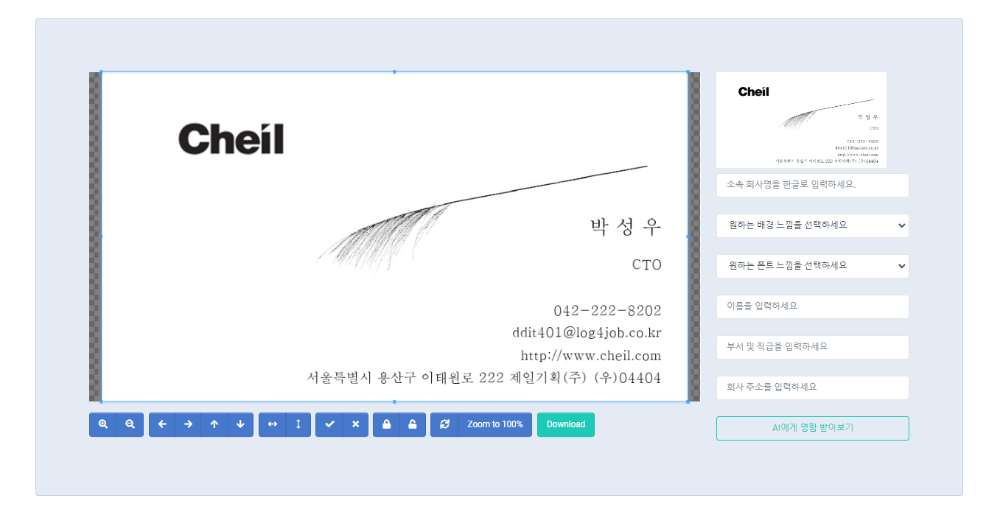 Cheil
박 성 우
CTO
042-222-8202
ddit401@log4job.co.kr
http://www.cheil.com
서울특별시 용산구 이태원로 222 제일기획(주) (우)04404
Zoom to 100%
Download
Cheil
박 성 우
CTO
042-222-8202
ddit401@log4job.co.kr
http://www.cheil.com
서울특별시 용산구 이태원로 222 제일기획(주) (우)04404
소속 회사명을 한글로 입력하세요.
원하는 배경 느낌을 선택하세요
원하는 폰트 느낌을 선택하세요
이름을 입력하세요
부서 및 직급을 입력하세요
회사 주소를 입력하세요
AI에게 명함 받아보기